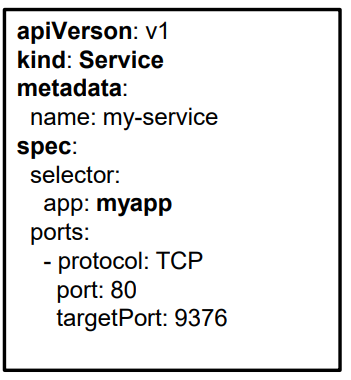 apiVerson: v1
kind: Service
metadata:
  name: my-service
spec:
  selector:
    app: myapp
  ports:
    - protocol: TCP
      port: 80
      targetPort: 9376